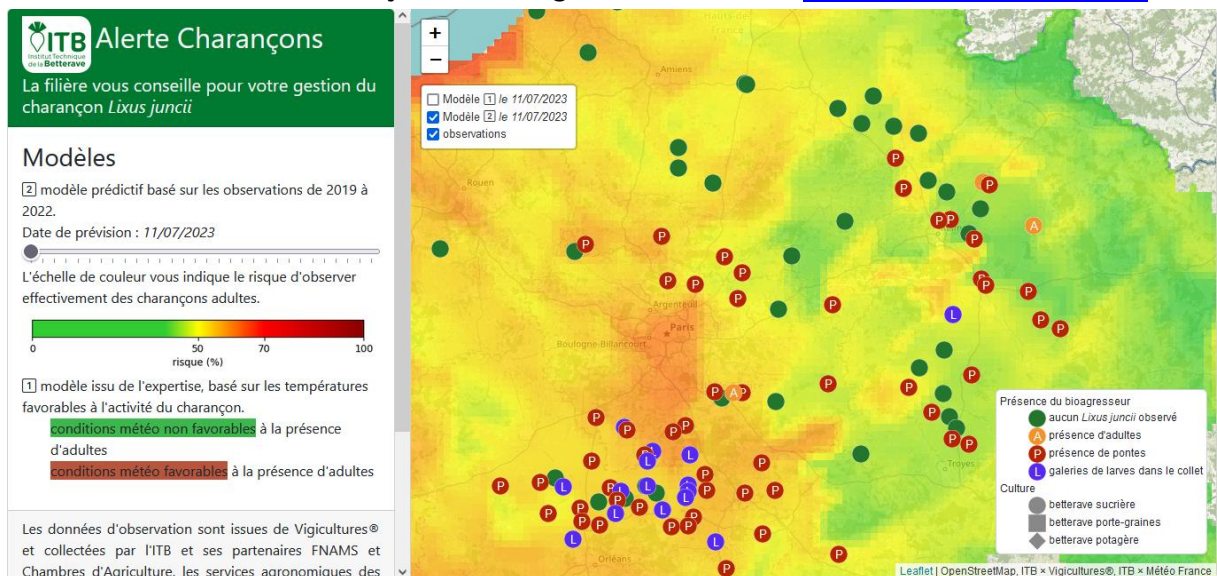 ITB
Institut Technique
de la Betterave
Alerte Charançons
La filière vous conseille pour votre gestion du
charançon Lixus juncii
Modèles
2 modèle prédictif basé sur les observations de 2019 à
2022.
Date de prévision : 11/07/2023
L'échelle de couleur vous indique le risque d'observer
effectivement des charançons adultes.
0 50 70 100
risque (%)
1 modèle issu de l'expertise, basé sur les températures
favorables à l'activité du charançon.
conditions météo non favorables à la présence
d'adultes
conditions météo favorables à la présence d'adultes
Les données d'observation sont issues de Vigicultures®
et collectées par l'ITB et ses partenaires FNAMS et
Chambres d'Agriculture, les services agronomiques des
+
−
Modèle 1 le 11/07/2023
Modèle 2 le 11/07/2023
observations
Hauts-de-
France
Amiens
Rouen
Argenteuil
Paris
Boulogne-Billancourt
Troyes
Orléans
Présence du bioagresseur
aucun Lixus juncii observé
A présence d'adultes
P présence de pontes
L galeries de larves dans le collet
Culture
betterave sucrière
betterave porte-graines
betterave potagère
Leaflet | OpenStreetMap, ITB × Vigicultures®, ITB × Météo France